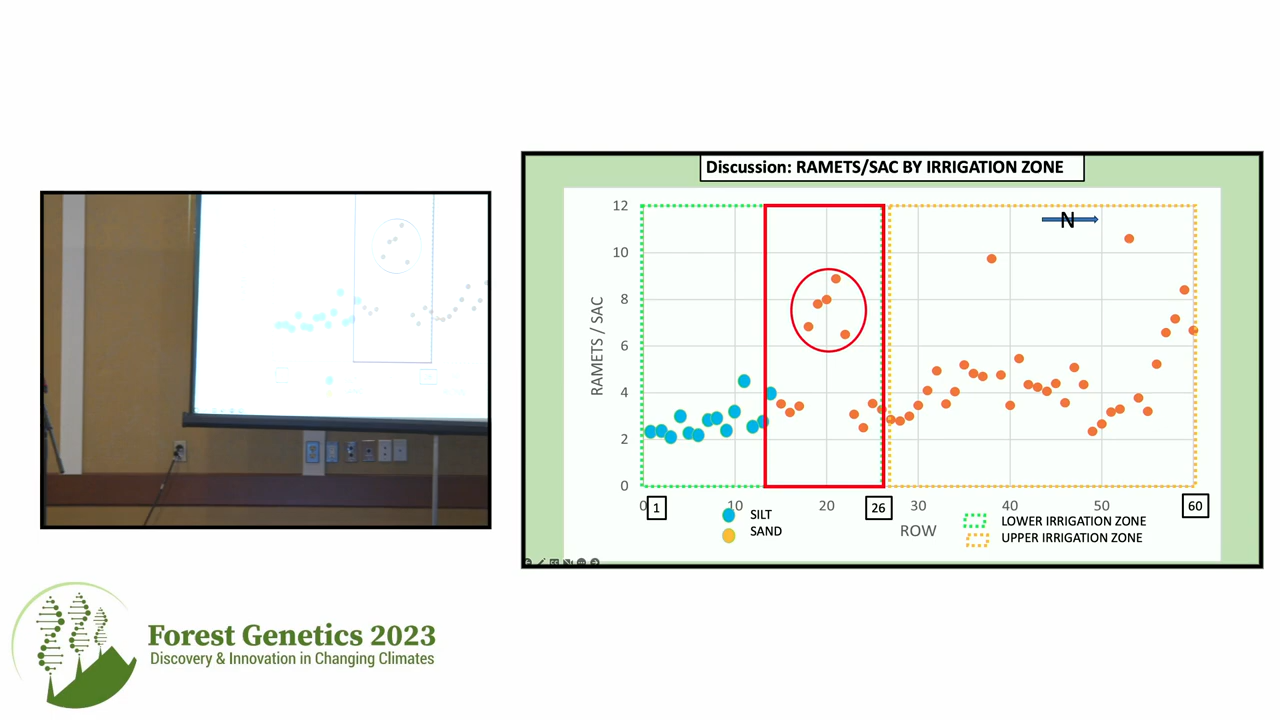 Discussion: RAMETS/SAC BY IRRIGATION ZONE
12
10
8
6
4
2
0
RAMETS / SAC
N
0
1
10
20
26
30
40
50
60
ROW
SILT
SAND
LOWER IRRIGATION ZONE
UPPER IRRIGATION ZONE
Forest Genetics 2023
Discovery & Innovation in Changing Climates